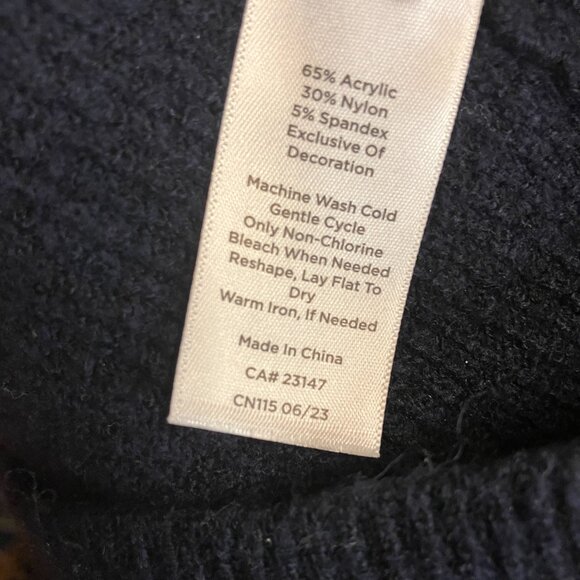 65% Acrylic
30% Nylon
5% Spandex
Exclusive Of
Decoration
Machine Wash Cold
Gentle Cycle
Only Non-Chlorine
Bleach When Needed
Reshape, Lay Flat To
Dry
Warm Iron, If Needed
Made In China
CA# 23147
CN115 06/23